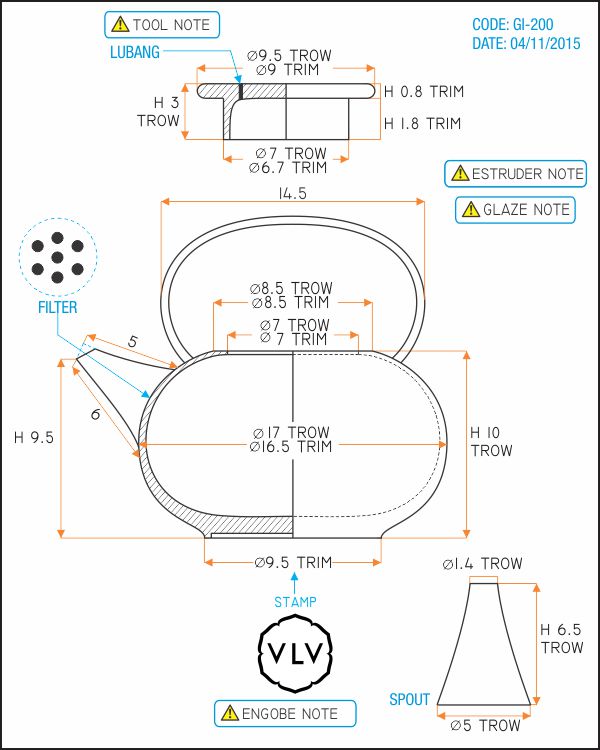 TOOL NOTE
CODE: GI-200
DATE: 04/11/2015
LUBANG
Ø9.5 TROW
Ø9 TRIM
H 3
TROW
H 0.8 TRIM
H 1.8 TRIM
Ø7 TROW
Ø6.7 TRIM
ESTRUDER NOTE
GLAZE NOTE
14.5
FILTER
Ø8.5 TROW
Ø8.5 TRIM
Ø7 TROW
Ø 7 TRIM
5
6
H 9.5
Ø17 TROW
Ø16.5 TRIM
H 10
TROW
Ø9.5 TRIM
STAMP
VLV
ENGOBE NOTE
Ø1.4 TROW
H 6.5
TROW
SPOUT
Ø5 TROW